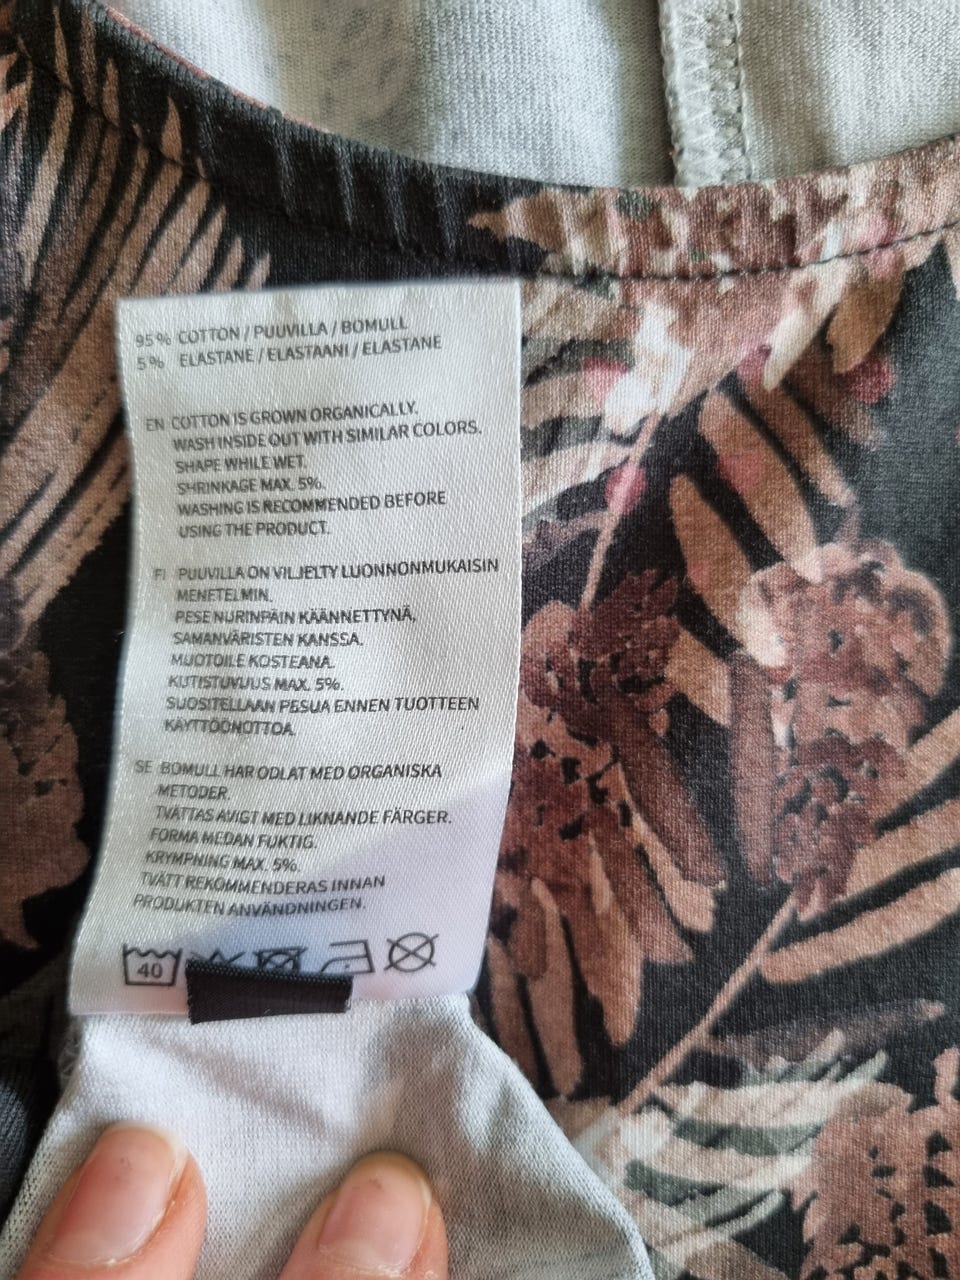 95% COTTON / PUUVILLA / BOMULL
5% ELASTANE / ELASTAANI / ELASTANE
EN COTTON IS GROWN ORGANICALLY.
WASH INSIDE OUT WITH SIMILAR COLORS.
SHAPE WHILE WET.
SHRINKAGE MAX. 5%.
WASHING IS RECOMMENDED BEFORE
USING THE PRODUCT.
FI PUUVILLA ON VILJELTY LUONNONMUKAISIN
MENETELMIN.
PESE NURINPÄIN KÄÄNNETTYNÄ,
SAMANVÄRISTEN KANSSA.
MUOTOILE KOSTEANA.
KUTISTUVUUS MAX. 5%.
SUOSITELLAAN PESUA ENNEN TUOTTEEN
KÄYTTÖÖNOTTOA.
SE BOMULL HAR ODLAT MED ORGANISKA
METODER.
TVÄTTAS AVIGT MED LIKNANDE FÄRGER.
FORMA MEDAN FUKTIG.
KRYMPNING MAX. 5%.
TVÄTT REKOMMENDERAS INNAN
PRODUKTEN ANVÄNDNINGEN.
40